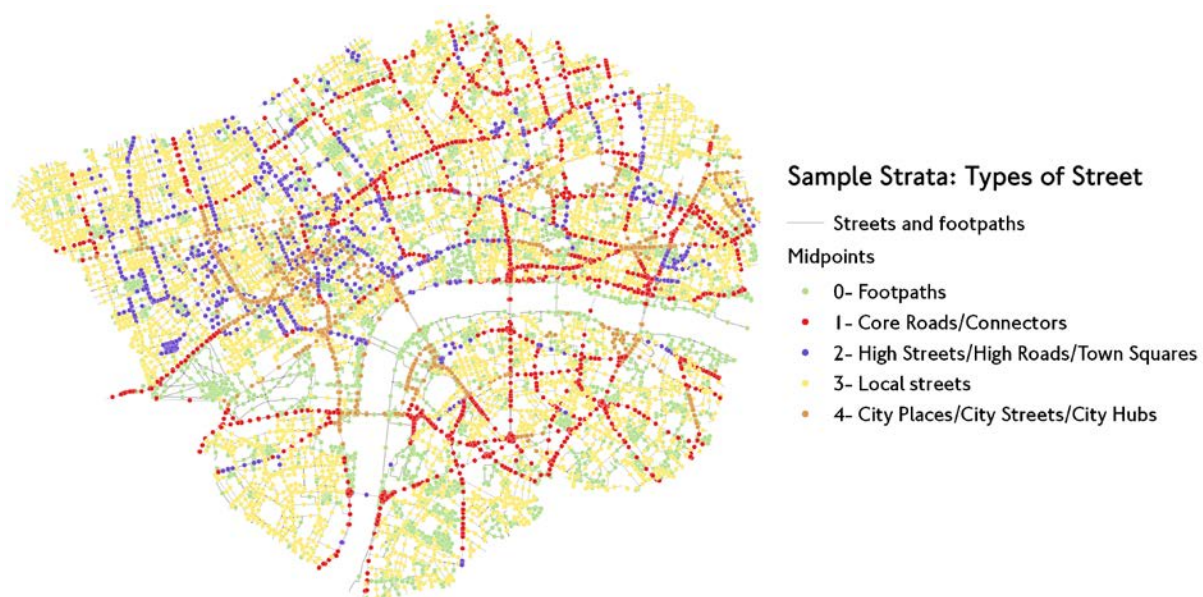 Sample Strata: Types of Street
Streets and footpaths
Midpoints
0- Footpaths
1- Core Roads/Connectors
2- High Streets/High Roads/Town Squares
3- Local streets
4- City Places/City Streets/City Hubs